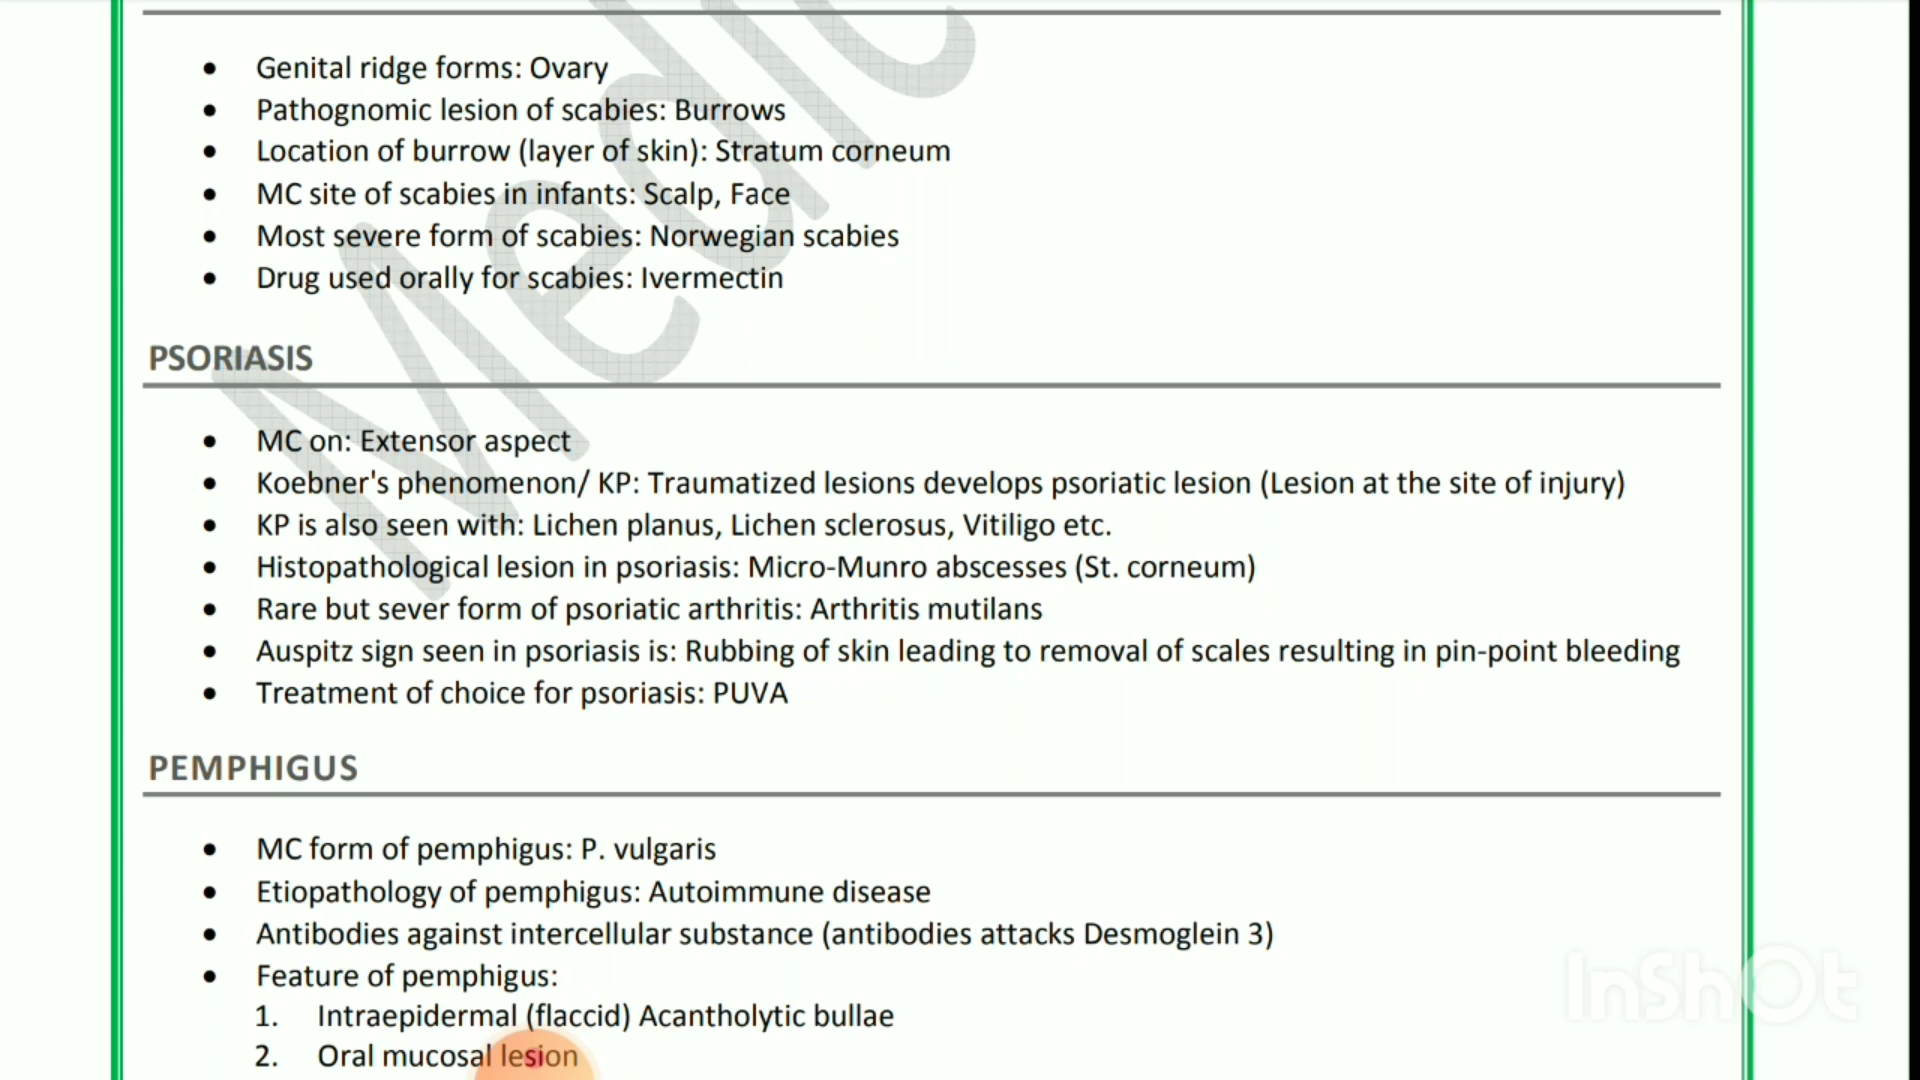 • Genital ridge forms: Ovary
• Pathognomic lesion of scabies: Burrows
• Location of burrow (layer of skin): Stratum corneum
• MC site of scabies in infants: Scalp, Face
• Most severe form of scabies: Norwegian scabies
• Drug used orally for scabies: Ivermectin
PSORIASIS
• MC on: Extensor aspect
• Koebner's phenomenon/ KP: Traumatized lesions develops psoriatic lesion (Lesion at the site of injury)
• KP is also seen with: Lichen planus, Lichen sclerosus, Vitiligo etc.
• Histopathological lesion in psoriasis: Micro-Munro abscesses (St. corneum)
• Rare but sever form of psoriatic arthritis: Arthritis mutilans
• Auspitz sign seen in psoriasis is: Rubbing of skin leading to removal of scales resulting in pin-point bleeding
• Treatment of choice for psoriasis: PUVA
PEMPHIGUS
• MC form of pemphigus: P. vulgaris
• Etiopathology of pemphigus: Autoimmune disease
• Antibodies against intercellular substance (antibodies attacks Desmoglein 3)
• Feature of pemphigus:
1. Intraepidermal (flaccid) Acantholytic bullae
2. Oral mucosal lesion
InShOt